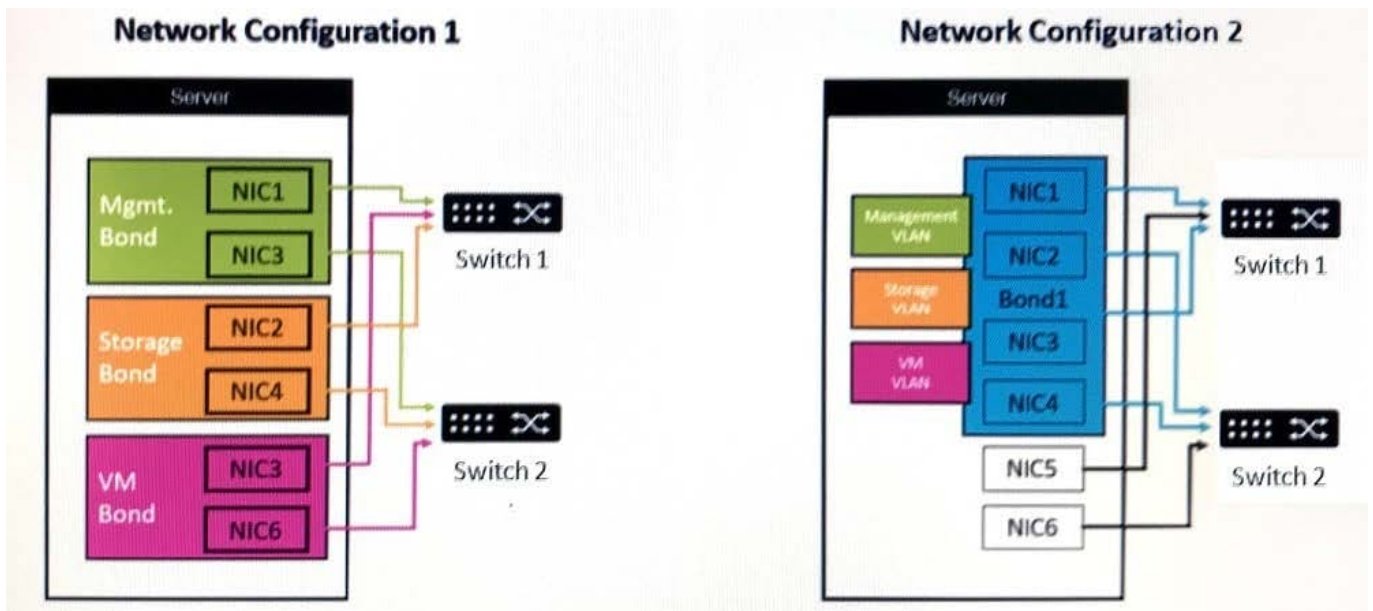 Network Configuration 1
Server
Mgmt.
Bond
NIC1
NIC3
Storage
Bond
NIC2
NIC4
VM
Bond
NIC3
NIC6
Switch 1
Switch 2
Network Configuration 2
Server
Management
VLAN
Storage
VLAN
VM
VLAN
NIC1
NIC2
Bond1
NIC3
NIC4
NIC5
NIC6
Switch 1
Switch 2